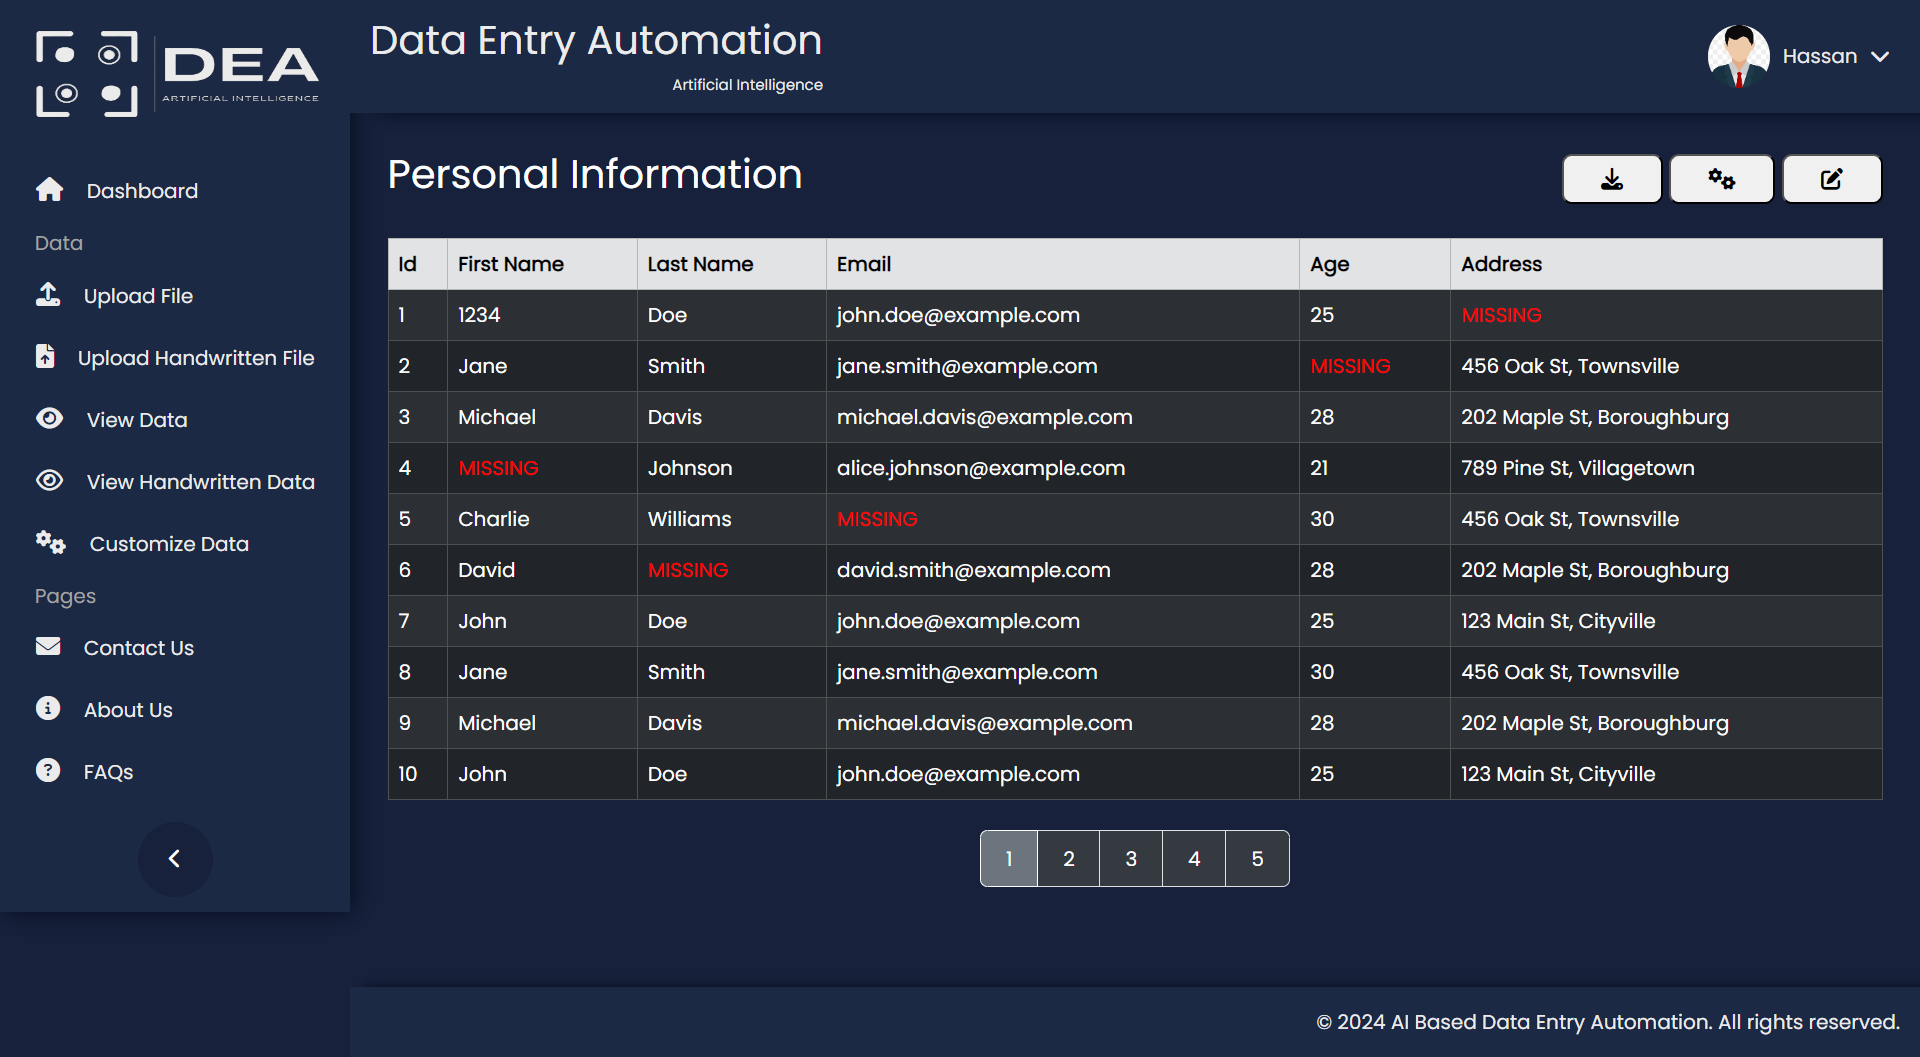 DEA
ARTIFICIAL INTELLIGENCE
Data Entry Automation
Artificial Intelligence
Hassan
Dashboard
Data
Upload File
Upload Handwritten File
View Data
View Handwritten Data
Customize Data
Pages
Contact Us
About Us
FAQs
Personal Information
Id First Name Last Name Email Age Address
1 1234 Doe john.doe@example.com 25 MISSING
2 Jane Smith jane.smith@example.com MISSING 456 Oak St, Townsville
3 Michael Davis michael.davis@example.com 28 202 Maple St, Boroughburg
4 MISSING Johnson alice.johnson@example.com 21 789 Pine St, Villagetown
5 Charlie Williams MISSING 30 456 Oak St, Townsville
6 David MISSING david.smith@example.com 28 202 Maple St, Boroughburg
7 John Doe john.doe@example.com 25 123 Main St, Cityville
8 Jane Smith jane.smith@example.com 30 456 Oak St, Townsville
9 Michael Davis michael.davis@example.com 28 202 Maple St, Boroughburg
10 John Doe john.doe@example.com 25 123 Main St, Cityville
1 2 3 4 5
© 2024 AI Based Data Entry Automation. All rights reserved.